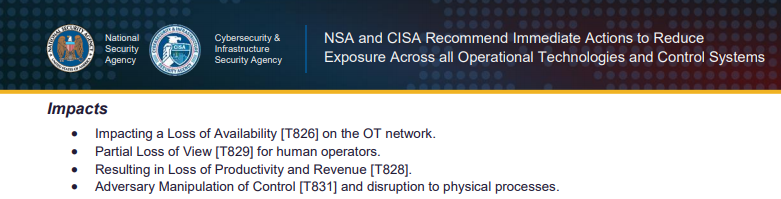 National
Security
Agency
Cybersecurity &
Infrastructure
Security Agency
NSA and CISA Recommend Immediate Actions to Reduce
Exposure Across all Operational Technologies and Control Systems
Impacts
• Impacting a Loss of Availability [T826] on the OT network.
• Partial Loss of View [T829] for human operators.
• Resulting in Loss of Productivity and Revenue [T828].
• Adversary Manipulation of Control [T831] and disruption to physical processes.